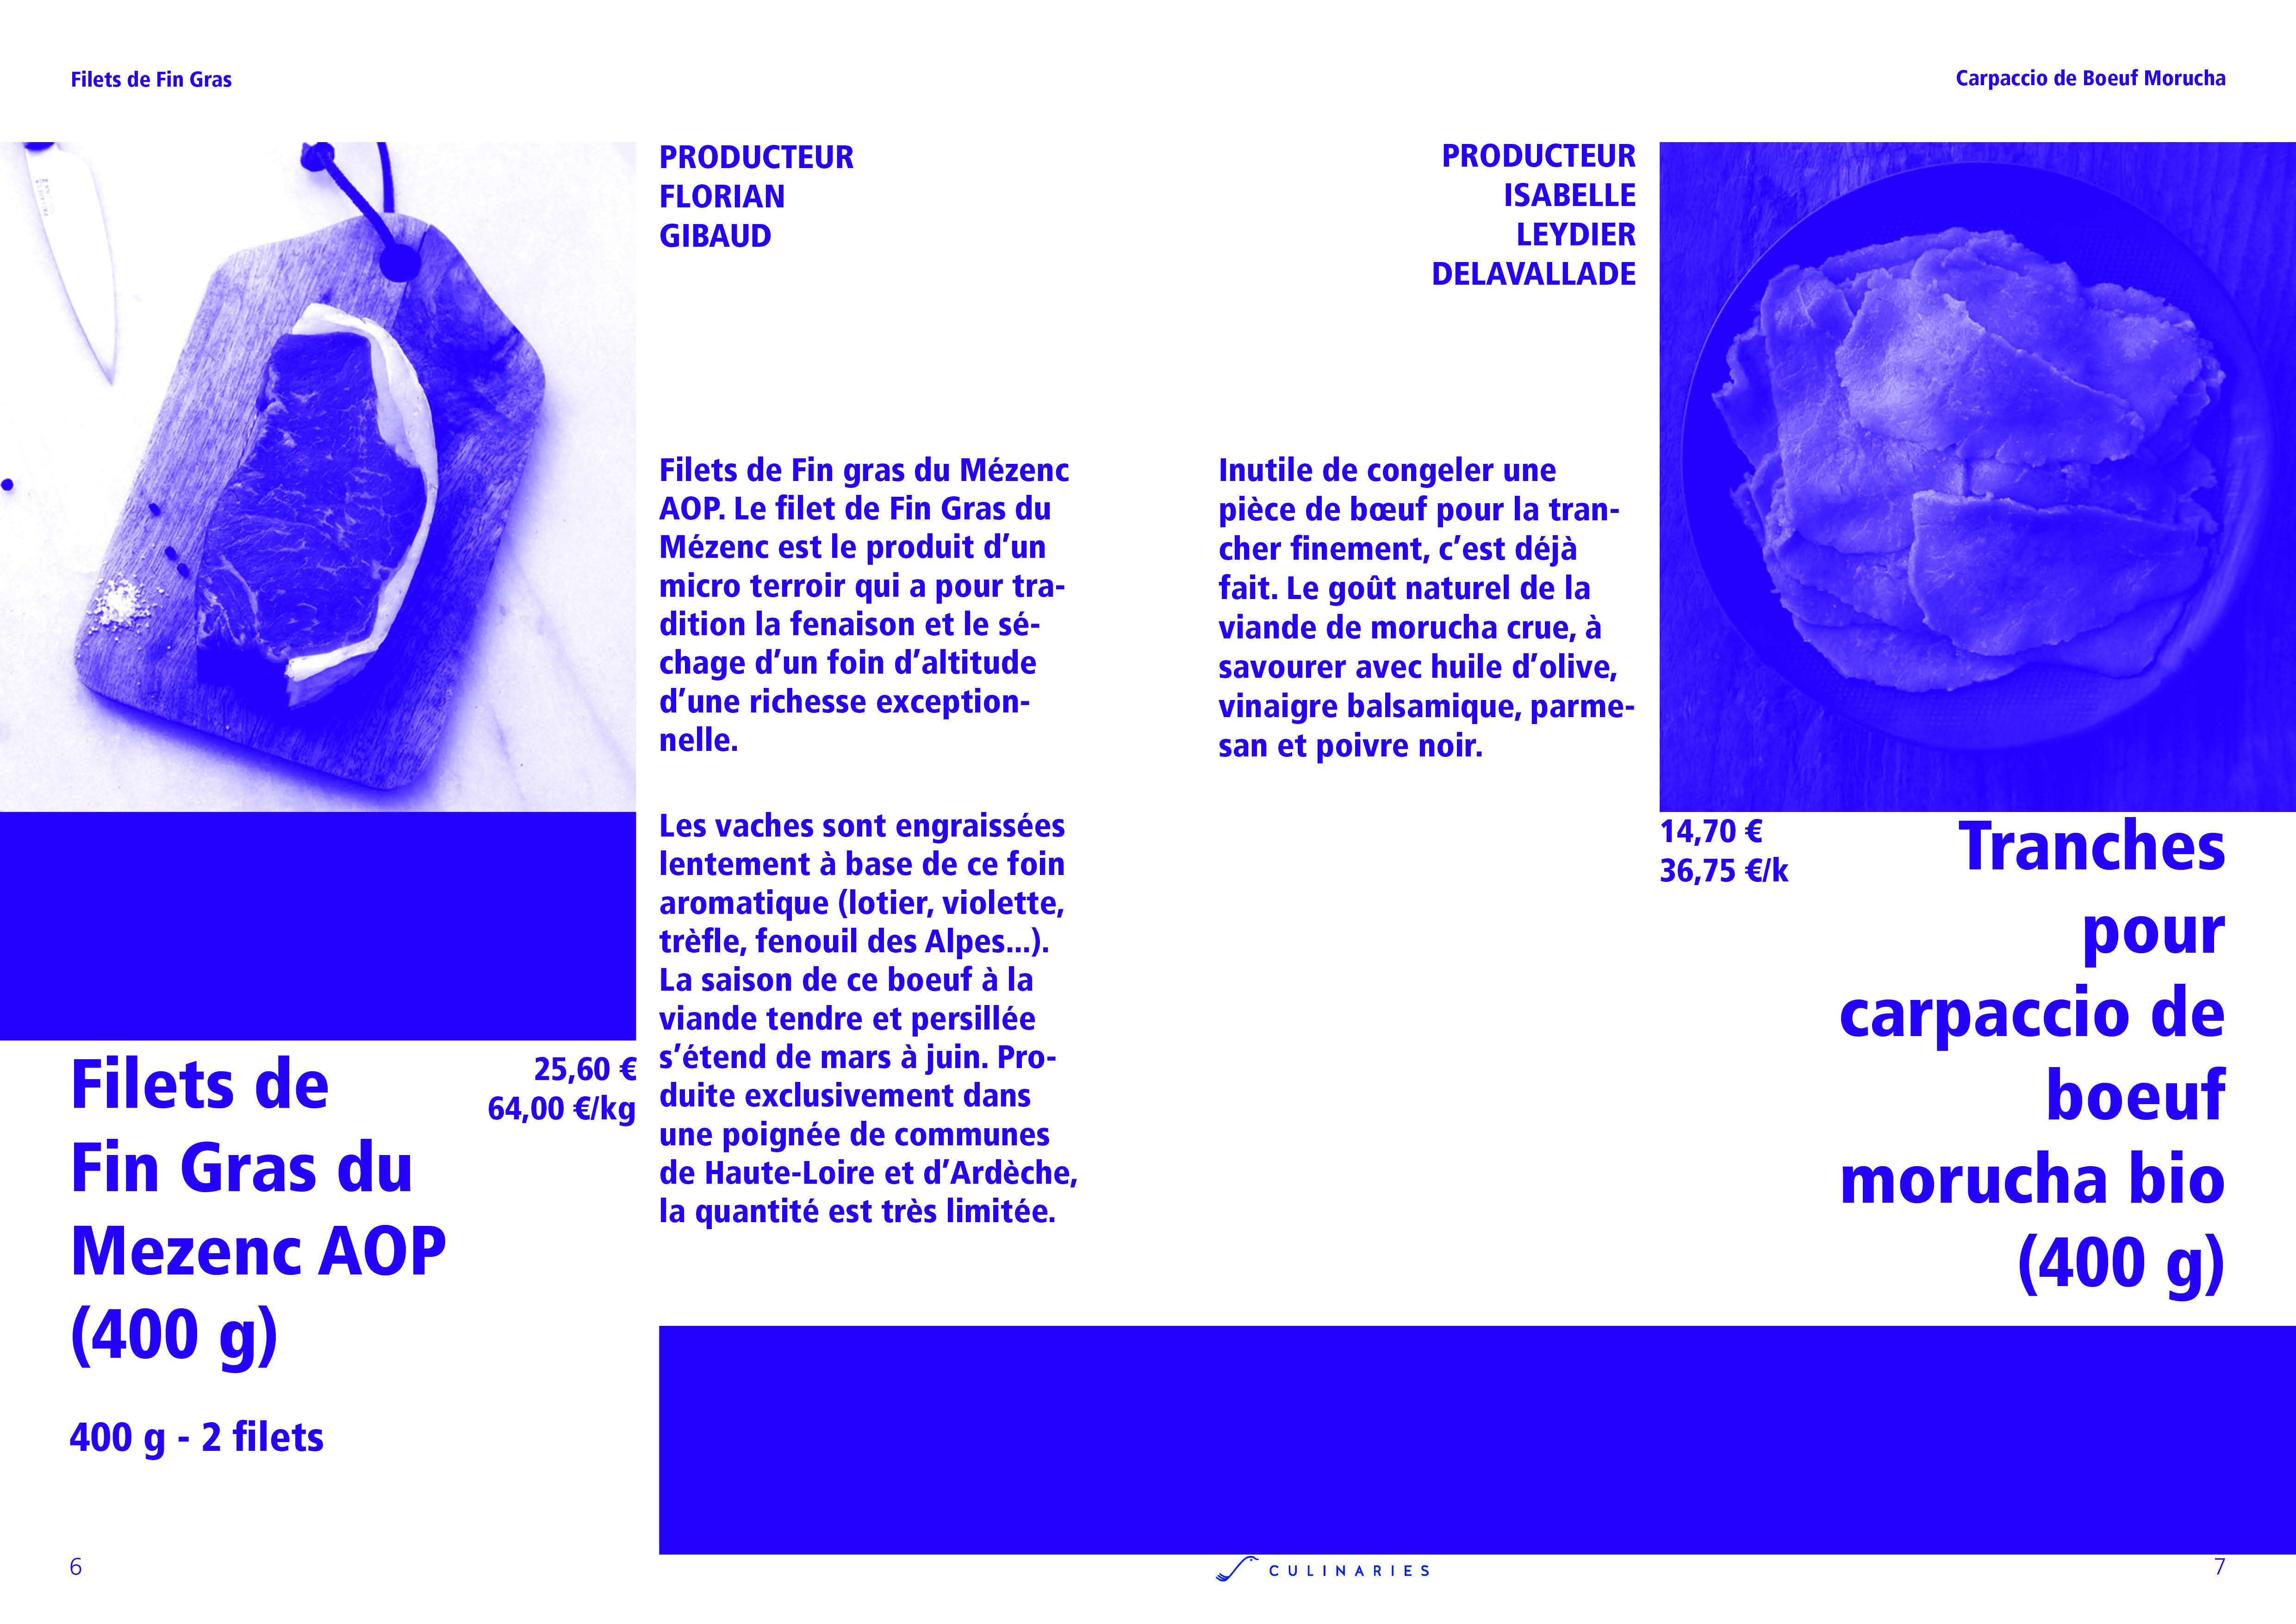 Filets de Fin Gras
PRODUCTEUR
FLORIAN
GIBAUD
Filets de Fin gras du Mézenc
AOP. Le filet de Fin Gras du
Mézenc est le produit d’un
micro terroir qui a pour tra-
dition la fenaison et le sé-
chage d’un foin d’altitude
d’une richesse exception-
nelle.
Les vaches sont engraissées
lentement à base de ce foin
aromatique (lotier, violette,
trèfle, fenouil des Alpes...).
La saison de ce boeuf à la
viande tendre et persillée
s’étend de mars à juin. Pro-
duite exclusivement dans
une poignée de communes
de Haute-Loire et d’Ardèche,
la quantité est très limitée.
Filets de
Fin Gras du
Mezenc AOP
(400 g)
25,60 €
64,00 €/kg
400 g - 2 filets
6
Carpaccio de Boeuf Morucha
PRODUCTEUR
ISABELLE
LEYDIER
DELAVALLADE
Inutile de congeler une
pièce de bœuf pour la tran-
cher finement, c’est déjà
fait. Le goût naturel de la
viande de morucha crue, à
savourer avec huile d’olive,
vinaigre balsamique, parme-
san et poivre noir.
14,70 €
36,75 €/k
Tranches
pour
carpaccio de
boeuf
morucha bio
(400 g)
CULINARIES
7